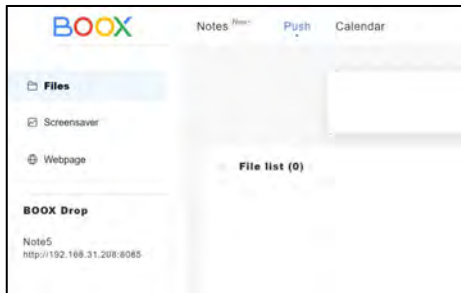 BOOX
Notes New~ Push Calendar
Files
Screensaver
Webpage
File list (0)
BOOX Drop
Note5
http://192.168.31.208:8085